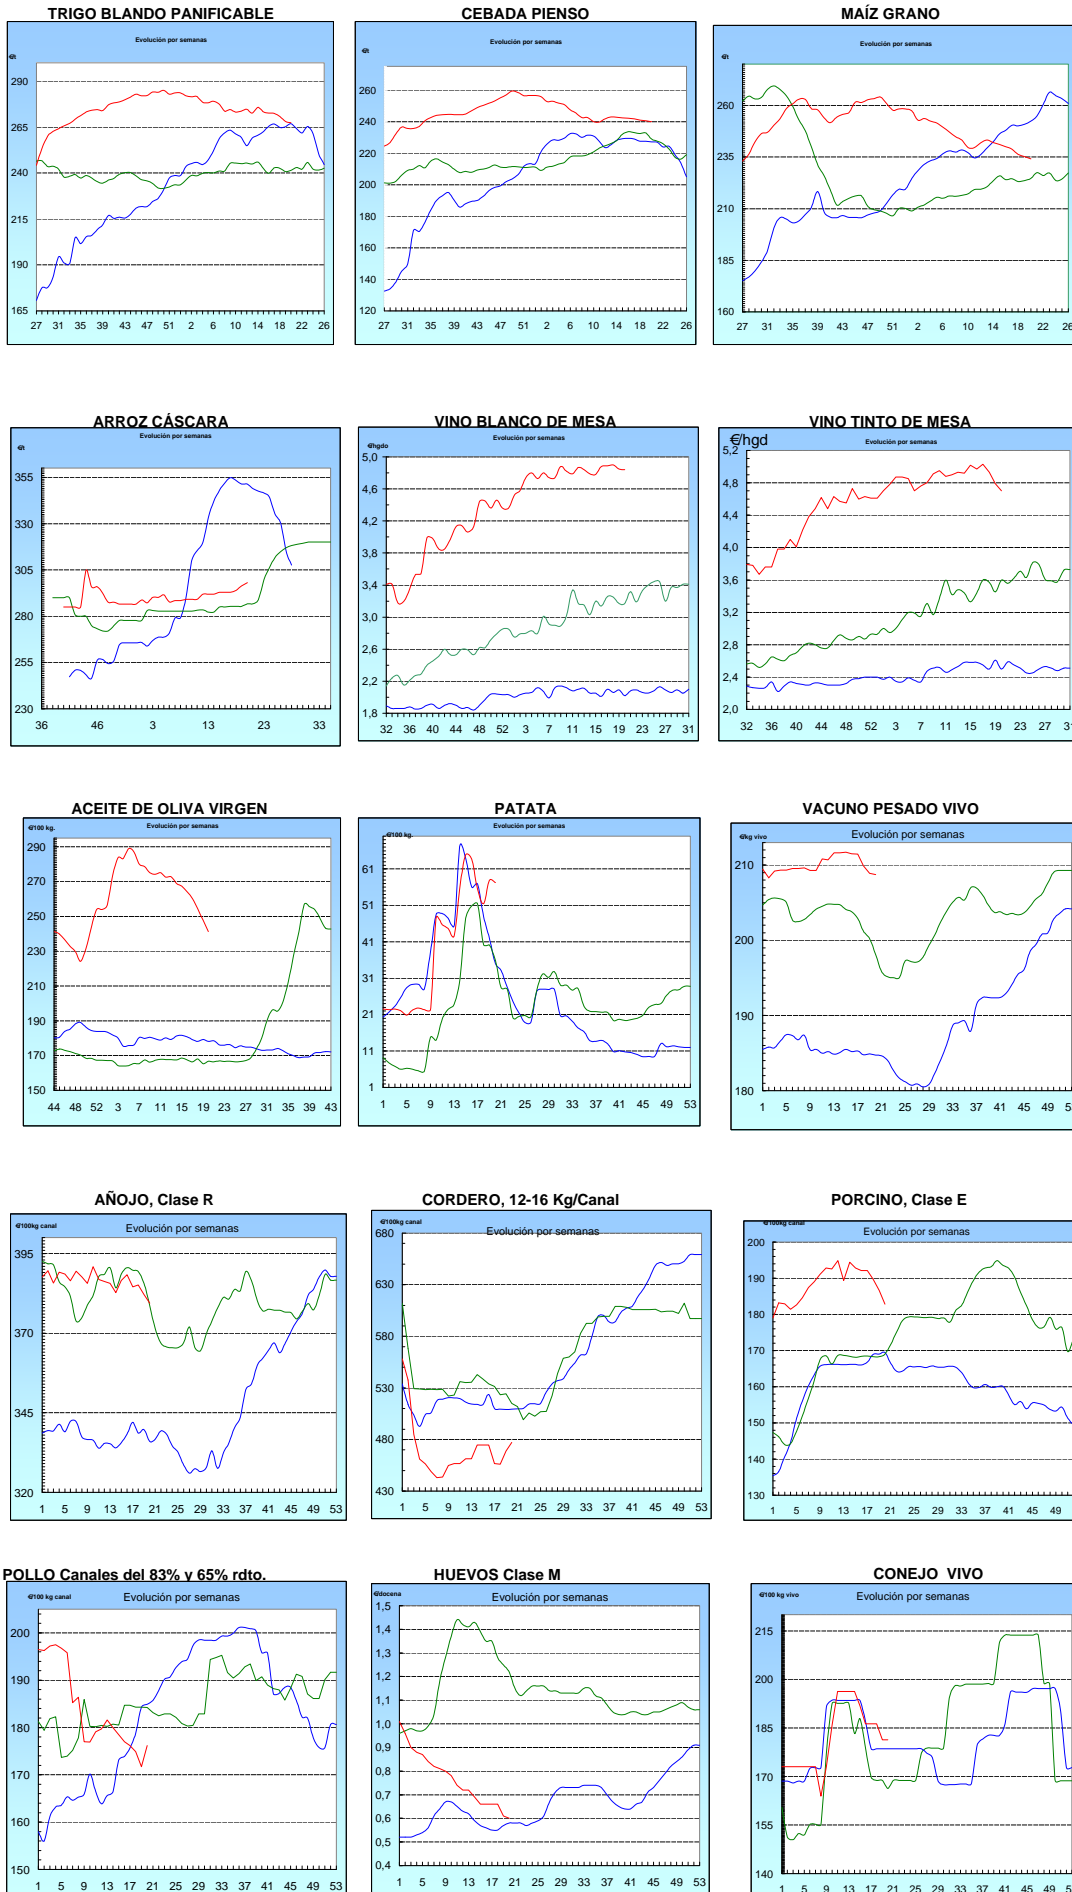 TRIGO BLANDO PANIFICABLE
Evolución por semanas
€/t
290
265
240
215
190
165
27 31 35 39 43 47 51 2 6 10 14 18 22 26
CEBADA PIENSO
Evolución por semanas
€/t
260
240
220
200
180
160
140
120
27 31 35 39 43 47 51 2 6 10 14 18 22 26
MAÍZ GRANO
Evolución por semanas
€/t
260
235
210
185
160
27 31 35 39 43 47 51 2 6 10 14 18 22 26
ARROZ CÁSCARA
Evolución por semanas
€/t
355
330
305
280
255
230
36 46 3 13 23 33
VINO BLANCO DE MESA
Evolución por semanas
€/hgdo
5,0
4,6
4,2
3,8
3,4
3,0
2,6
2,2
1,8
32 36 40 44 48 52 3 7 11 15 19 23 27 31
VINO TINTO DE MESA
€/hgd
Evolución por semanas
5,2
4,8
4,4
4,0
3,6
3,2
2,8
2,4
2,0
32 36 40 44 48 52 3 7 11 15 19 23 27 31
ACEITE DE OLIVA VIRGEN
€/100 kg.
Evolución por semanas
290
270
250
230
210
190
170
150
44 48 52 3 7 11 15 19 23 27 31 35 39 43
PATATA
Evolución por semanas
€/100 kg.
61
51
41
31
21
11
1
1 5 9 13 17 21 25 29 33 37 41 45 49 53
VACUNO PESADO VIVO
€/kg vivo
Evolución por semanas
210
200
190
180
1 5 9 13 17 21 25 29 33 37 41 45 49 53
AÑOJO, Clase R
€/100kg canal
Evolución por semanas
395
370
345
320
1 5 9 13 17 21 25 29 33 37 41 45 49 53
CORDERO, 12-16 Kg/Canal
€/100kg canal
Evolución por semanas
680
630
580
530
480
430
1 5 9 13 17 21 25 29 33 37 41 45 49 53
PORCINO, Clase E
€/100kg canal
Evolución por semanas
200
190
180
170
160
150
140
130
1 5 9 13 17 21 25 29 33 37 41 45 49
POLLO Canales del 83% y 65% rdto.
€/100 kg canal
Evolución por semanas
200
190
180
170
160
150
1 5 9 13 17 21 25 29 33 37 41 45 49 53
HUEVOS Clase M
€/docena
Evolución por semanas
1,5
1,4
1,3
1,2
1,1
1,0
0,9
0,8
0,7
0,6
0,5
0,4
1 5 9 13 17 21 25 29 33 37 41 45 49 53
CONEJO VIVO
€/100 kg vivo
Evolución por semanas
215
200
185
170
155
140
1 5 9 13 17 21 25 29 33 37 41 45 49 53